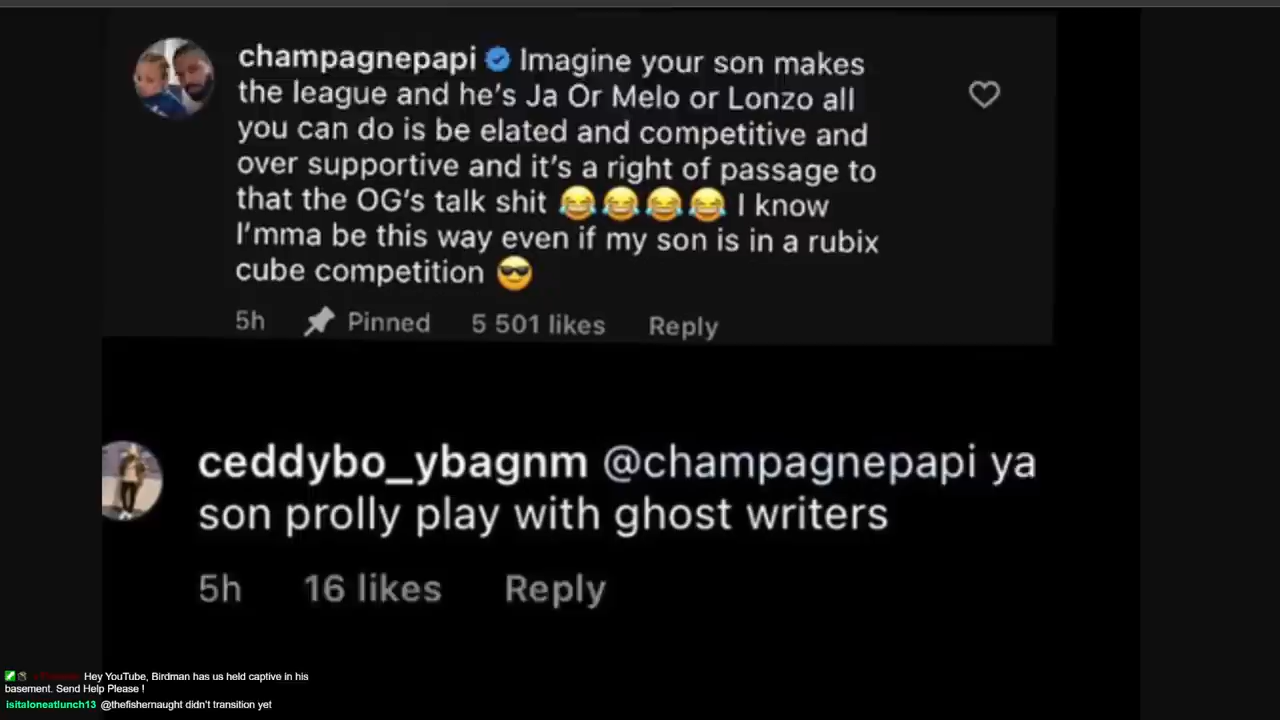 champagnepapi Imagine your son makes
the league and he's Ja Or Melo or Lonzo all
you can do is be elated and competitive and
over supportive and it's a right of passage to
that the OG's talk shit 😂😂😂😂 I know
I'mma be this way even if my son is in a rubix
cube competition 😎
5h Pinned 5 501 likes Reply
ceddybo_ybagnm @champagnepapi ya
son prolly play with ghost writers
5h 16 likes Reply
Hey YouTube, Birdman has us held captive in his
basement. Send Help Please !
isitaloneatlunch13 @thefishernaught didn't transition yet